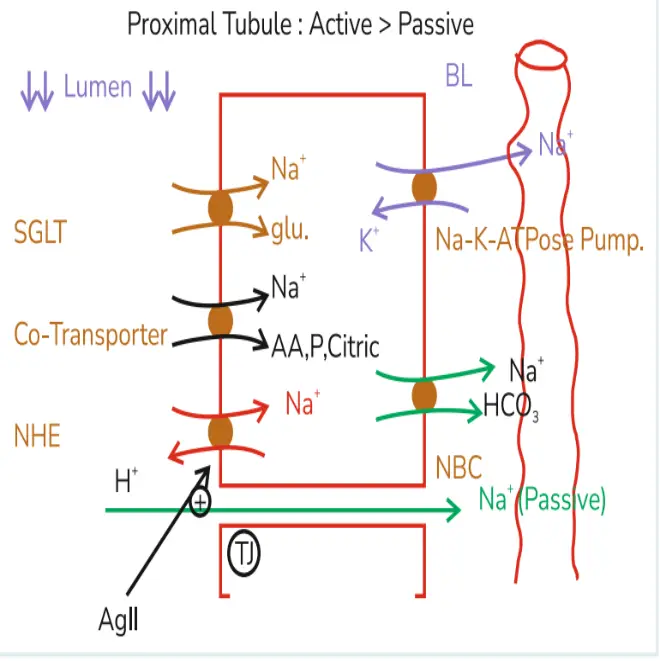 Proximal Tubule : Active > Passive
Lumen
BL
Na⁺
Na⁺
SGLT
glu.
K⁺
Na-K-ATPose Pump.
Na⁺
Co-Transporter
AA,P,Citric
Na⁺
HCO₃
Na⁺
NHE
NBC
H⁺
+
Na⁺ (Passive)
TJ
AgII